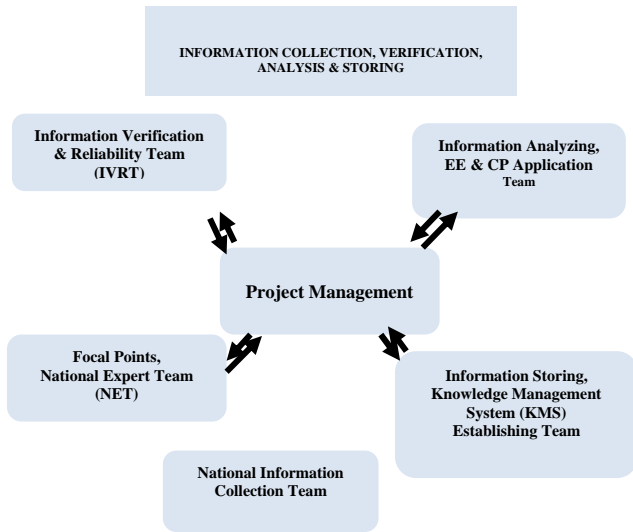 INFORMATION COLLECTION, VERIFICATION,
ANALYSIS & STORING
Information Verification
& Reliability Team
(IVRT)
Information Analyzing,
EE & CP Application
Team
Project Management
Focal Points,
National Expert Team
(NET)
Information Storing,
Knowledge Management
System (KMS)
Establishing Team
National Information
Collection Team